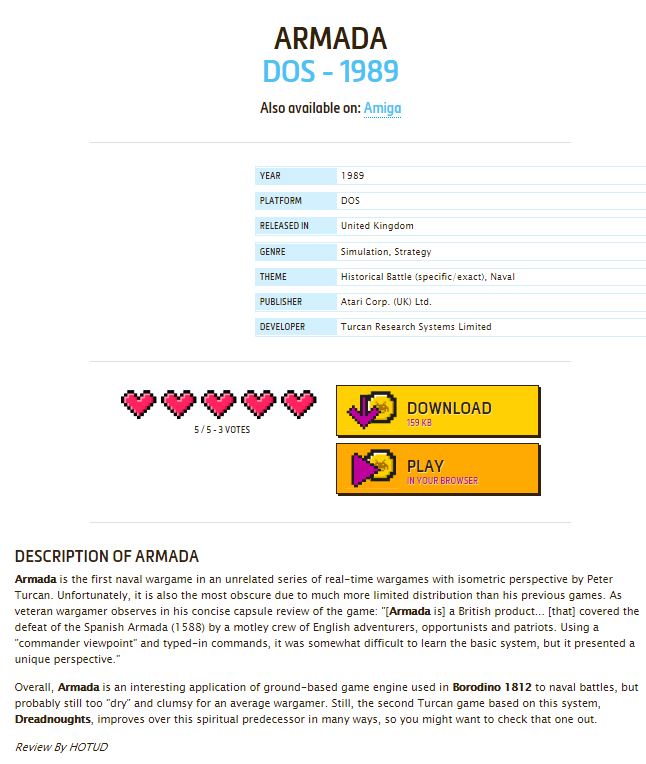 ARMADA
DOS - 1989
Also available on: Amiga
YEAR 1989
PLATFORM DOS
RELEASED IN United Kingdom
GENRE Simulation, Strategy
THEME Historical Battle (specific/exact), Naval
PUBLISHER Atari Corp. (UK) Ltd.
DEVELOPER Turcan Research Systems Limited
5 / 5 - 3 VOTES
DOWNLOAD
159 KB
PLAY
IN YOUR BROWSER
DESCRIPTION OF ARMADA
Armada is the first naval wargame in an unrelated series of real-time wargames with isometric perspective by Peter
Turcan. Unfortunately, it is also the most obscure due to much more limited distribution than his previous games. As
veteran wargamer observes in his concise capsule review of the game: "[Armada is] a British product... [that] covered the
defeat of the Spanish Armada (1588) by a motley crew of English adventurers, opportunists and patriots. Using a
"commander viewpoint" and typed-in commands, it was somewhat difficult to learn the basic system, but it presented a
unique perspective."
Overall, Armada is an interesting application of ground-based game engine used in Borodino 1812 to naval battles, but
probably still too "dry" and clumsy for an average wargamer. Still, the second Turcan game based on this system,
Dreadnoughts, improves over this spiritual predecessor in many ways, so you might want to check that one out.
Review By HOTUD